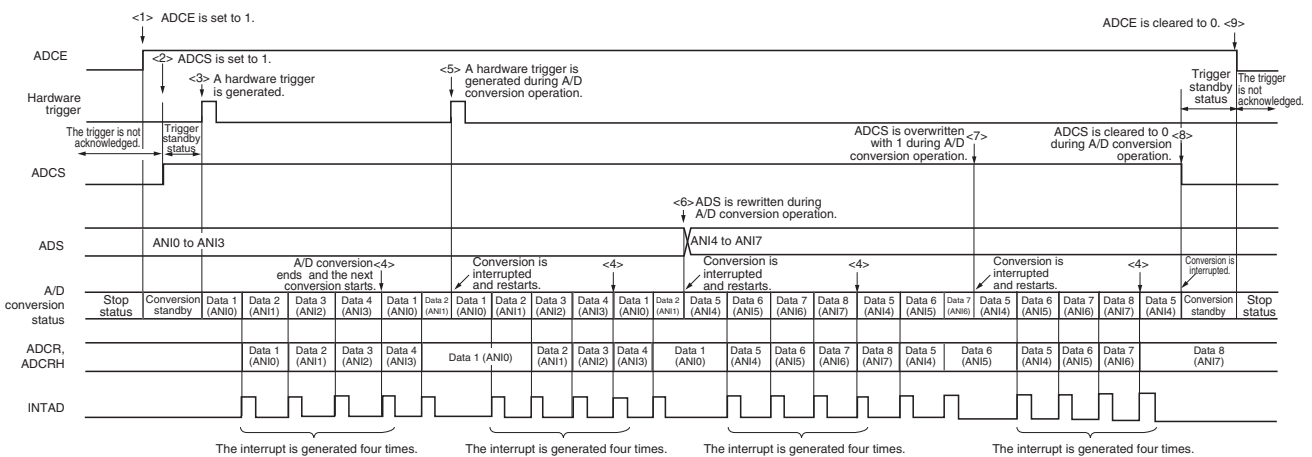 <1> ADCE is set to 1.
ADCE is cleared to 0. <9>
ADCE
<2> ADCS is set to 1.
<3> A hardware trigger
is generated.
<5> A hardware trigger is
generated during A/D
conversion operation.
Trigger
standby
status
The trigger
is not
acknowledged.
Hardware
trigger
The trigger is not
acknowledged.
Trigger
standby
status
ADCS is overwritten
with 1 during A/D
conversion operation.
<7>
ADCS is cleared to 0
during A/D conversion
operation.
<8>
ADCS
<6>ADS is rewritten during
A/D conversion operation.
ADS
ANI0 to ANI3
ANI4 to ANI7
A/D conversion
ends and the next
conversion starts.
<4>
Conversion is
interrupted
and restarts.
<4>
Conversion is
interrupted
and restarts.
<4>
Conversion is
interrupted
and restarts.
<4>
Conversion is
interrupted.
A/D
conversion
status
Stop
status
Conversion
standby
Data 1
(ANI0)
Data 2
(ANI1)
Data 3
(ANI2)
Data 4
(ANI3)
Data 1
(ANI0)
Data 2
(ANI1)
Data 1
(ANI0)
Data 2
(ANI1)
Data 3
(ANI2)
Data 4
(ANI3)
Data 1
(ANI0)
Data 2
(ANI1)
Data 5
(ANI4)
Data 6
(ANI5)
Data 7
(ANI6)
Data 8
(ANI7)
Data 5
(ANI4)
Data 6
(ANI5)
Data 7
(ANI6)
Data 5
(ANI4)
Data 6
(ANI5)
Data 7
(ANI6)
Data 8
(ANI7)
Data 5
(ANI4)
Conversion
standby
Stop
status
ADCR,
ADCRH
Data 1
(ANI0)
Data 2
(ANI1)
Data 3
(ANI2)
Data 4
(ANI3)
Data 1 (ANI0)
Data 2
(ANI1)
Data 3
(ANI2)
Data 4
(ANI3)
Data 1
(ANI0)
Data 5
(ANI4)
Data 6
(ANI5)
Data 7
(ANI6)
Data 8
(ANI7)
Data 5
(ANI4)
Data 6
(ANI5)
Data 5
(ANI4)
Data 6
(ANI5)
Data 7
(ANI6)
Data 8
(ANI7)
INTAD
The interrupt is generated four times.
The interrupt is generated four times.
The interrupt is generated four times.
The interrupt is generated four times.